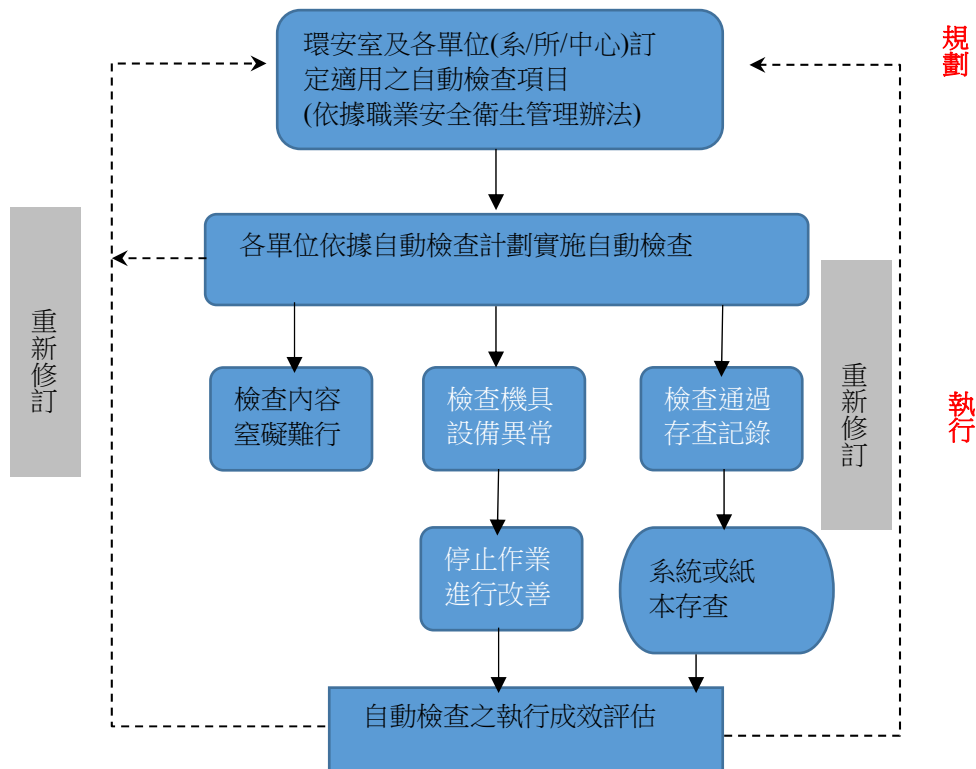 環安室及各單位(系/所/中心)訂
定適用之自動檢查項目
(依據職業安全衛生管理辦法)
規劃
各單位依據自動檢查計劃實施自動檢查
重新修訂
檢查內容
窒礙難行
檢查機具
設備異常
檢查通過
存查記錄
重新修訂
執行
停止作業
進行改善
系統或紙
本存查
自動檢查之執行成效評估